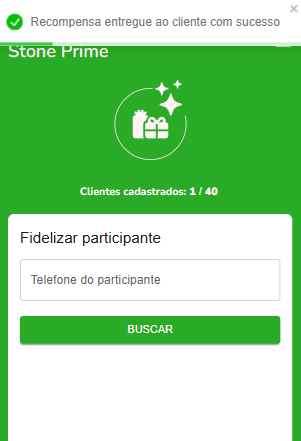 Recompensa entregue ao cliente com sucesso
Stone Prime
Clientes cadastrados: 1 / 40
Fidelizar participante
Telefone do participante
BUSCAR